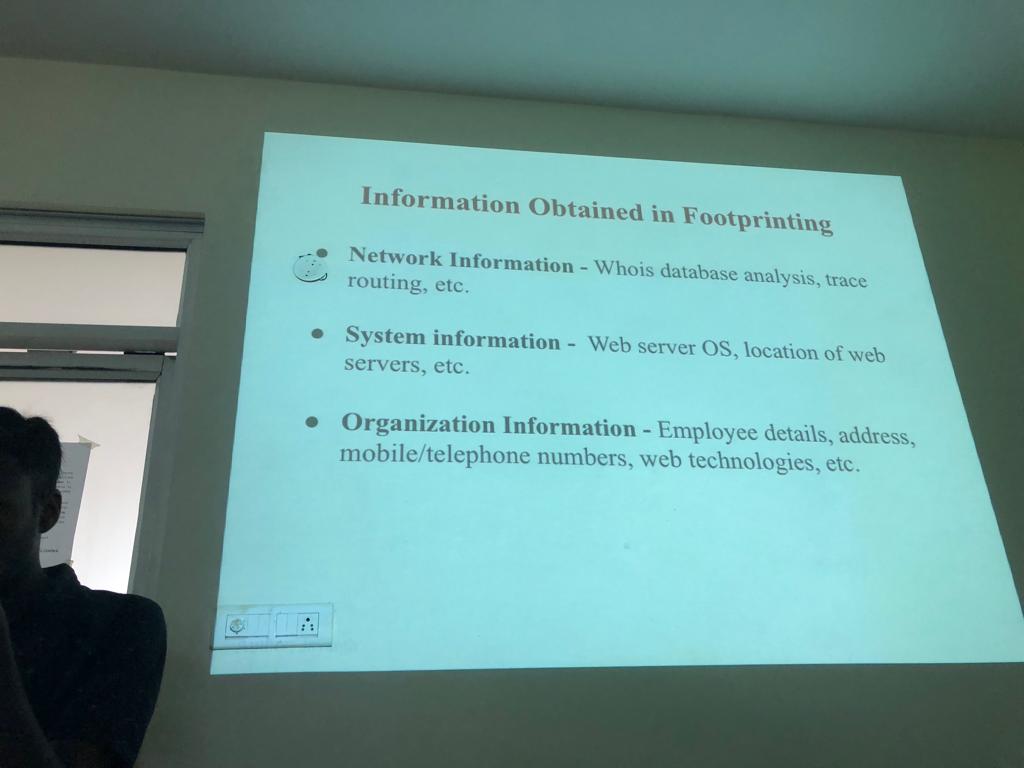 Information Obtained in Footprinting
● Network Information - Whois database analysis, trace
routing, etc.
● System information - Web server OS, location of web
servers, etc.
● Organization Information - Employee details, address,
mobile/telephone numbers, web technologies, etc.